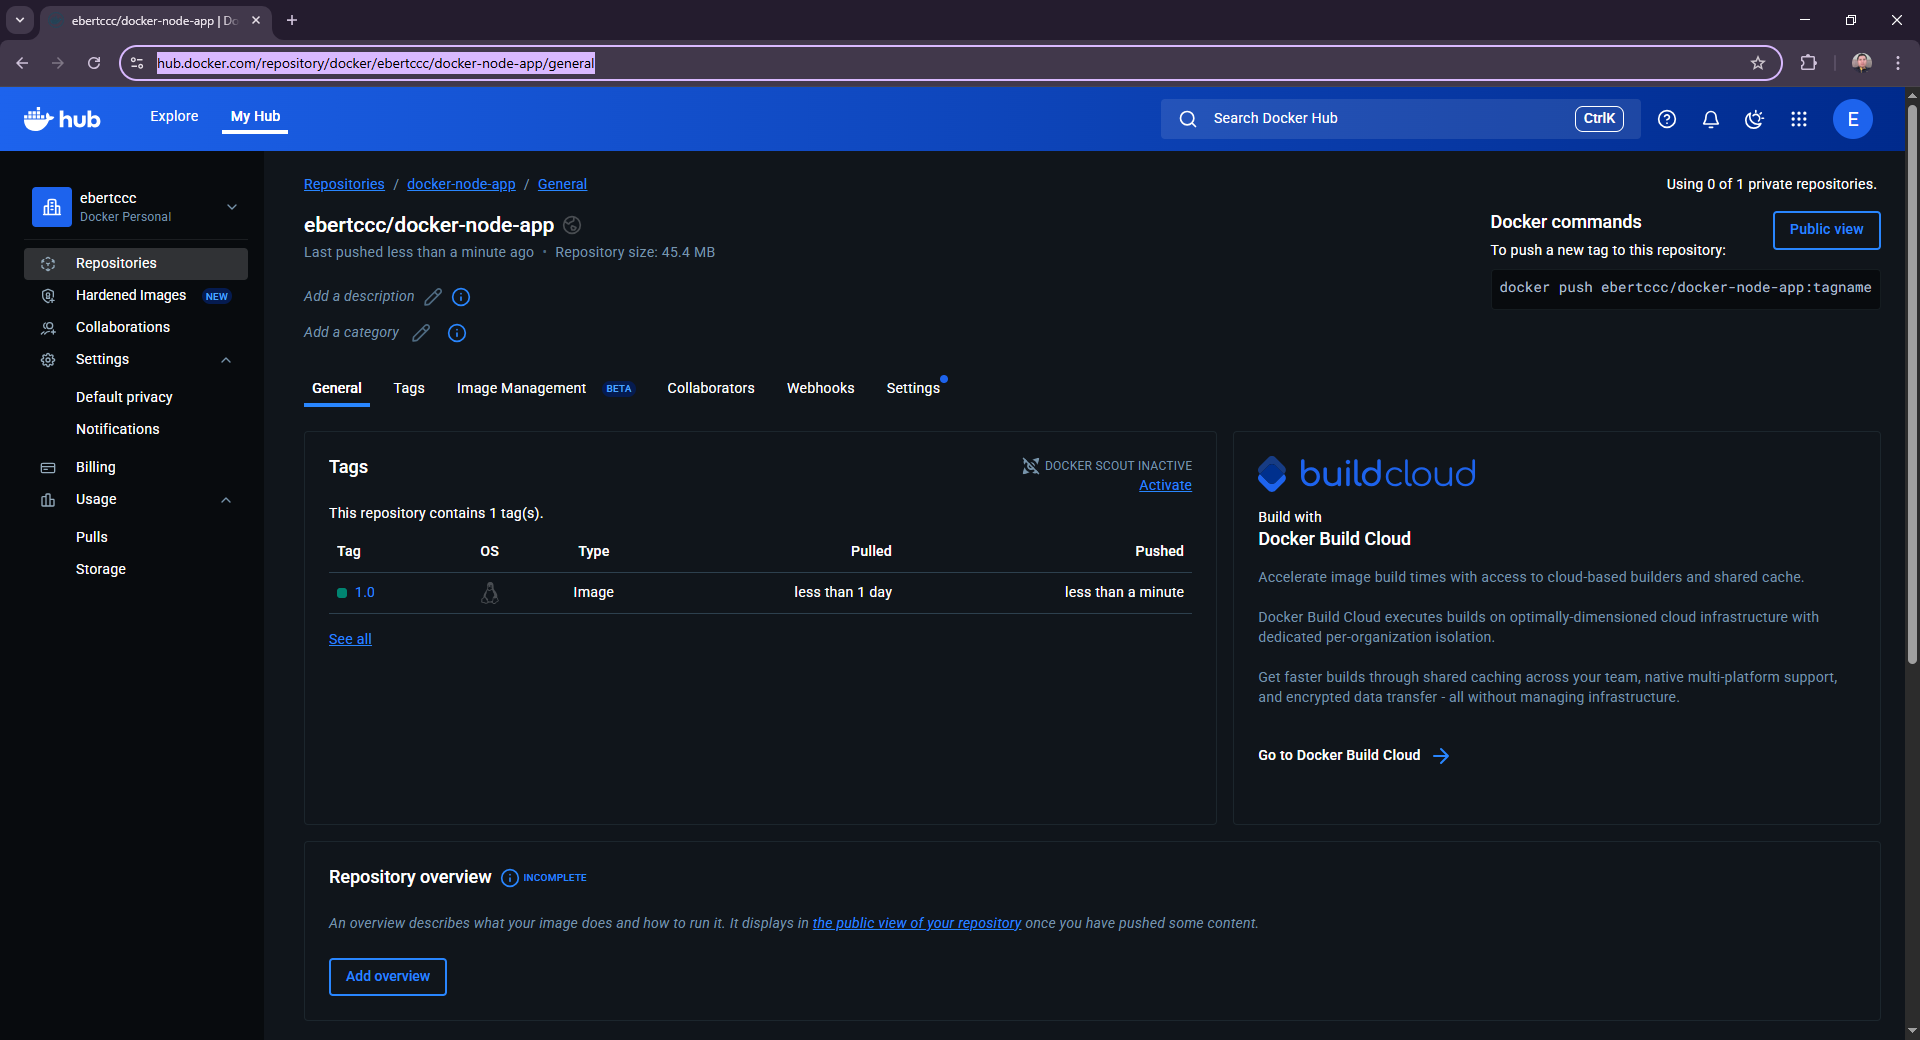 ebertccc/docker-node-app | Do
hub.docker.com/repository/docker/ebertccc/docker-node-app/general
hub
Explore
My Hub
Search Docker Hub
CtrlK
E
ebertccc
Docker Personal
Repositories
Hardened Images NEW
Collaborations
Settings
Default privacy
Notifications
Billing
Usage
Pulls
Storage
Repositories / docker-node-app / General
Using 0 of 1 private repositories.
ebertccc/docker-node-app
Last pushed less than a minute ago · Repository size: 45.4 MB
Add a description
Add a category
Docker commands
Public view
To push a new tag to this repository:
docker push ebertccc/docker-node-app:tagname
General Tags Image Management BETA Collaborators Webhooks Settings
Tags
DOCKER SCOUT INACTIVE
Activate
This repository contains 1 tag(s).
Tag OS Type Pulled Pushed
1.0 Image less than 1 day less than a minute
See all
buildcloud
Build with
Docker Build Cloud
Accelerate image build times with access to cloud-based builders and shared cache.
Docker Build Cloud executes builds on optimally-dimensioned cloud infrastructure with
dedicated per-organization isolation.
Get faster builds through shared caching across your team, native multi-platform support,
and encrypted data transfer - all without managing infrastructure.
Go to Docker Build Cloud
Repository overview INCOMPLETE
An overview describes what your image does and how to run it. It displays in the public view of your repository once you have pushed some content.
Add overview